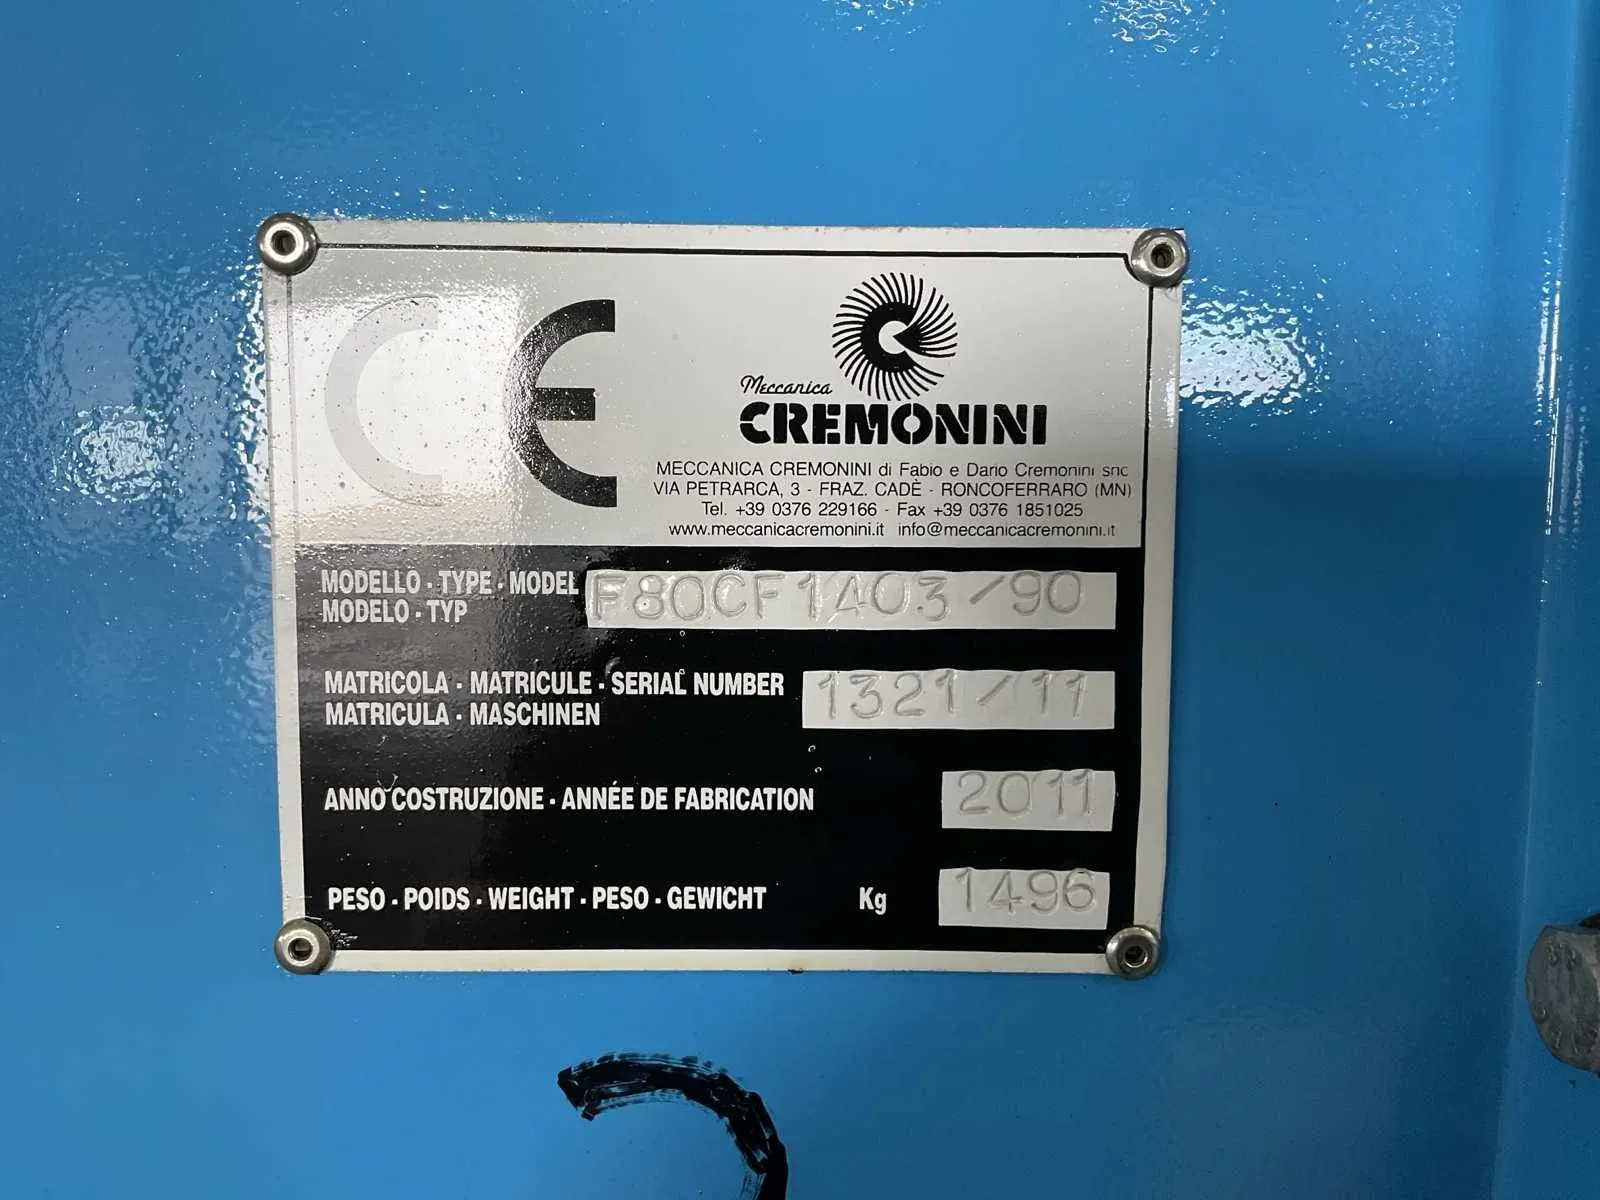 CE
Meccanica
CREMONINI
MECCANICA CREMONINI di Fabio e Dario Cremonini snc
VIA PETRARCA, 3 - FRAZ. CADÈ - RONCOFERRARO (MN)
Tel. +39 0376 229166 - Fax +39 0376 1851025
www.meccanicacremonini.it info@meccanicacremonini.it
MODELLO - TYPE - MODEL F80CF1403/90
MODELO - TYP
MATRICOLA - MATRICULE - SERIAL NUMBER 1321/11
MATRICULA - MASCHINEN
ANNO COSTRUZIONE - ANNÉE DE FABRICATION 2011
PESO - POIDS - WEIGHT - PESO - GEWICHT Kg 1496